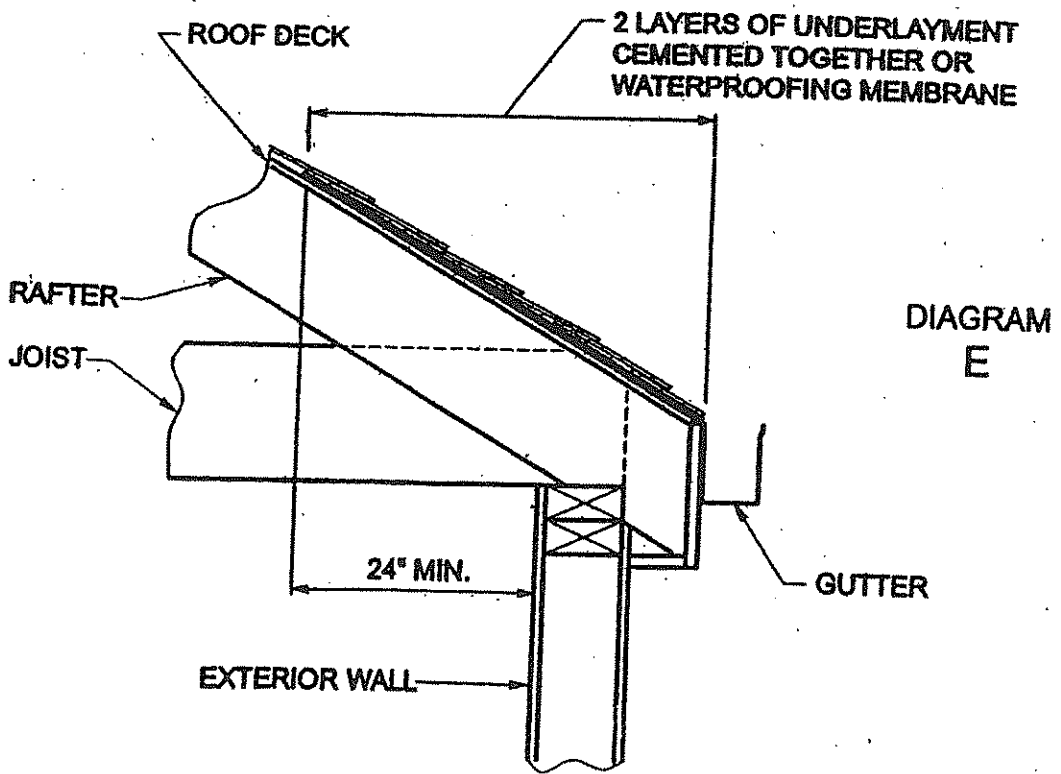 ROOF DECK
2 LAYERS OF UNDERLAYMENT
CEMENTED TOGETHER OR
WATERPROOFING MEMBRANE
RAFTER
JOIST
DIAGRAM
E
24" MIN.
GUTTER
EXTERIOR WALL